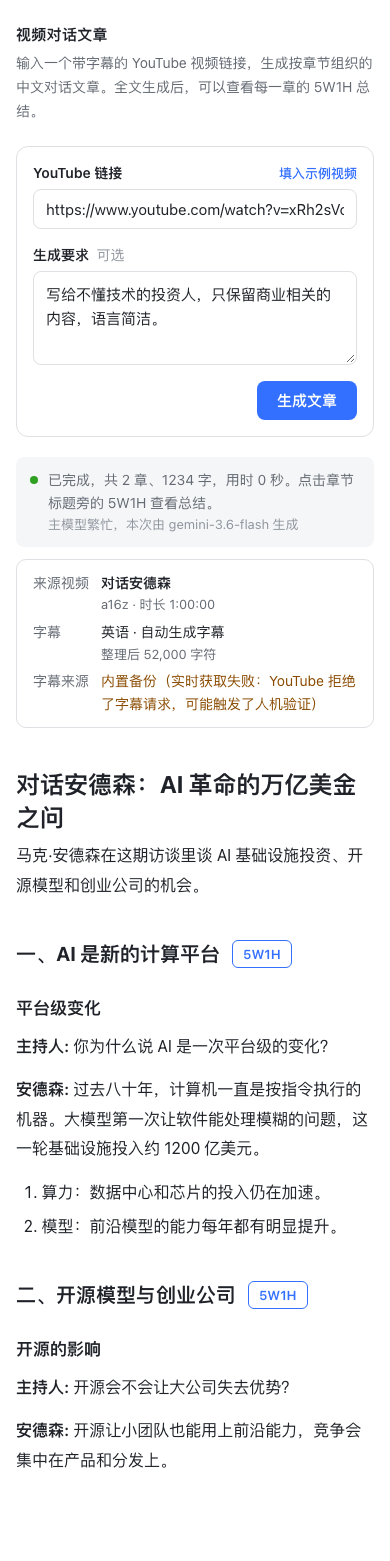 视频对话文章
输入一个带字幕的 YouTube 视频链接，生成按章节组织的
中文对话文章。全文生成后，可以查看每一章的 5W1H 总
结。
YouTube 链接
填入示例视频
https://www.youtube.com/watch?v=xRh2sVc
生成要求 可选
写给不懂技术的投资人，只保留商业相关的
内容，语言简洁。
生成文章
已完成，共 2 章、1234 字，用时 0 秒。点击章节
标题旁的 5W1H 查看总结。
主模型繁忙，本次由 gemini-3.6-flash 生成
来源视频 对话安德森
a16z · 时长 1:00:00
字幕 英语 · 自动生成字幕
整理后 52,000 字符
字幕来源 内置备份（实时获取失败：YouTube 拒绝
了字幕请求，可能触发了人机验证）
对话安德森：AI 革命的万亿美金
之问
马克·安德森在这期访谈里谈 AI 基础设施投资、开
源模型和创业公司的机会。
一、AI 是新的计算平台 5W1H
平台级变化
主持人: 你为什么说 AI 是一次平台级的变化?
安德森: 过去八十年，计算机一直是按指令执行的
机器。大模型第一次让软件能处理模糊的问题，这
一轮基础设施投入约 1200 亿美元。
1. 算力：数据中心和芯片的投入仍在加速。
2. 模型：前沿模型的能力每年都有明显提升。
二、开源模型与创业公司 5W1H
开源的影响
主持人: 开源会不会让大公司失去优势?
安德森: 开源让小团队也能用上前沿能力，竞争会
集中在产品和分发上。